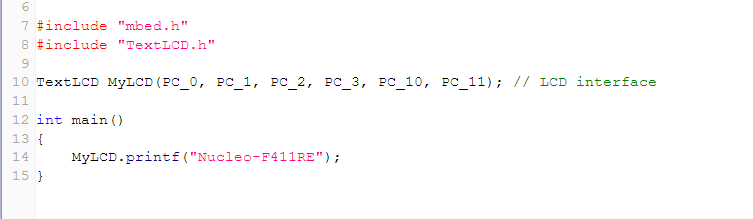 6
7 #include "mbed.h"
8 #include "TextLCD.h"
9
10 TextLCD MyLCD(PC_0, PC_1, PC_2, PC_3, PC_10, PC_11); // LCD interface
11
12 int main()
13 {
14     MyLCD.printf("Nucleo-F411RE");
15 }